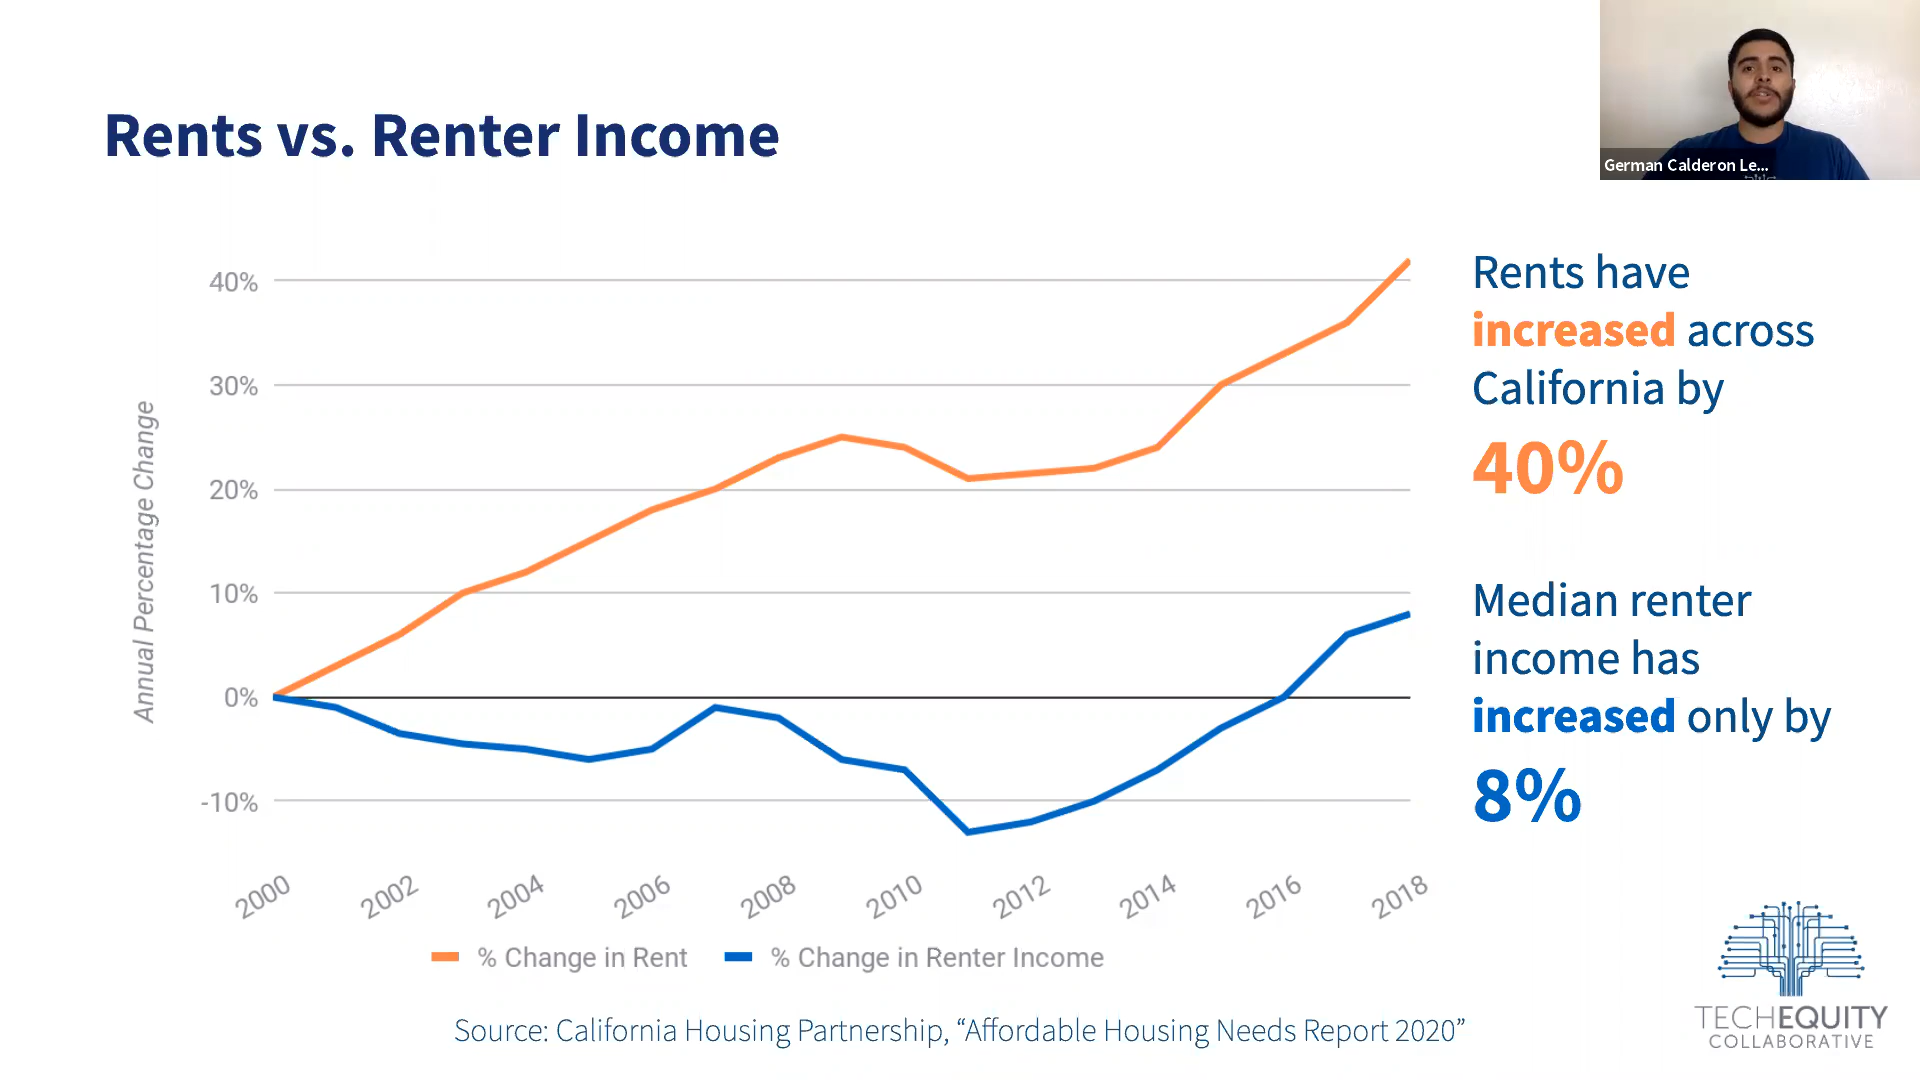 Rents vs. Renter Income
German Calderon Le...
40%
30%
20%
10%
0%
-10%
Annual Percentage Change
2000
2002
2004
2006
2008
2010
2012
2014
2016
2018
% Change in Rent
% Change in Renter Income
Rents have
increased across
California by
40%
Median renter
income has
increased only by
8%
Source: California Housing Partnership, “Affordable Housing Needs Report 2020”
TECHEQUITY
COLLABORATIVE